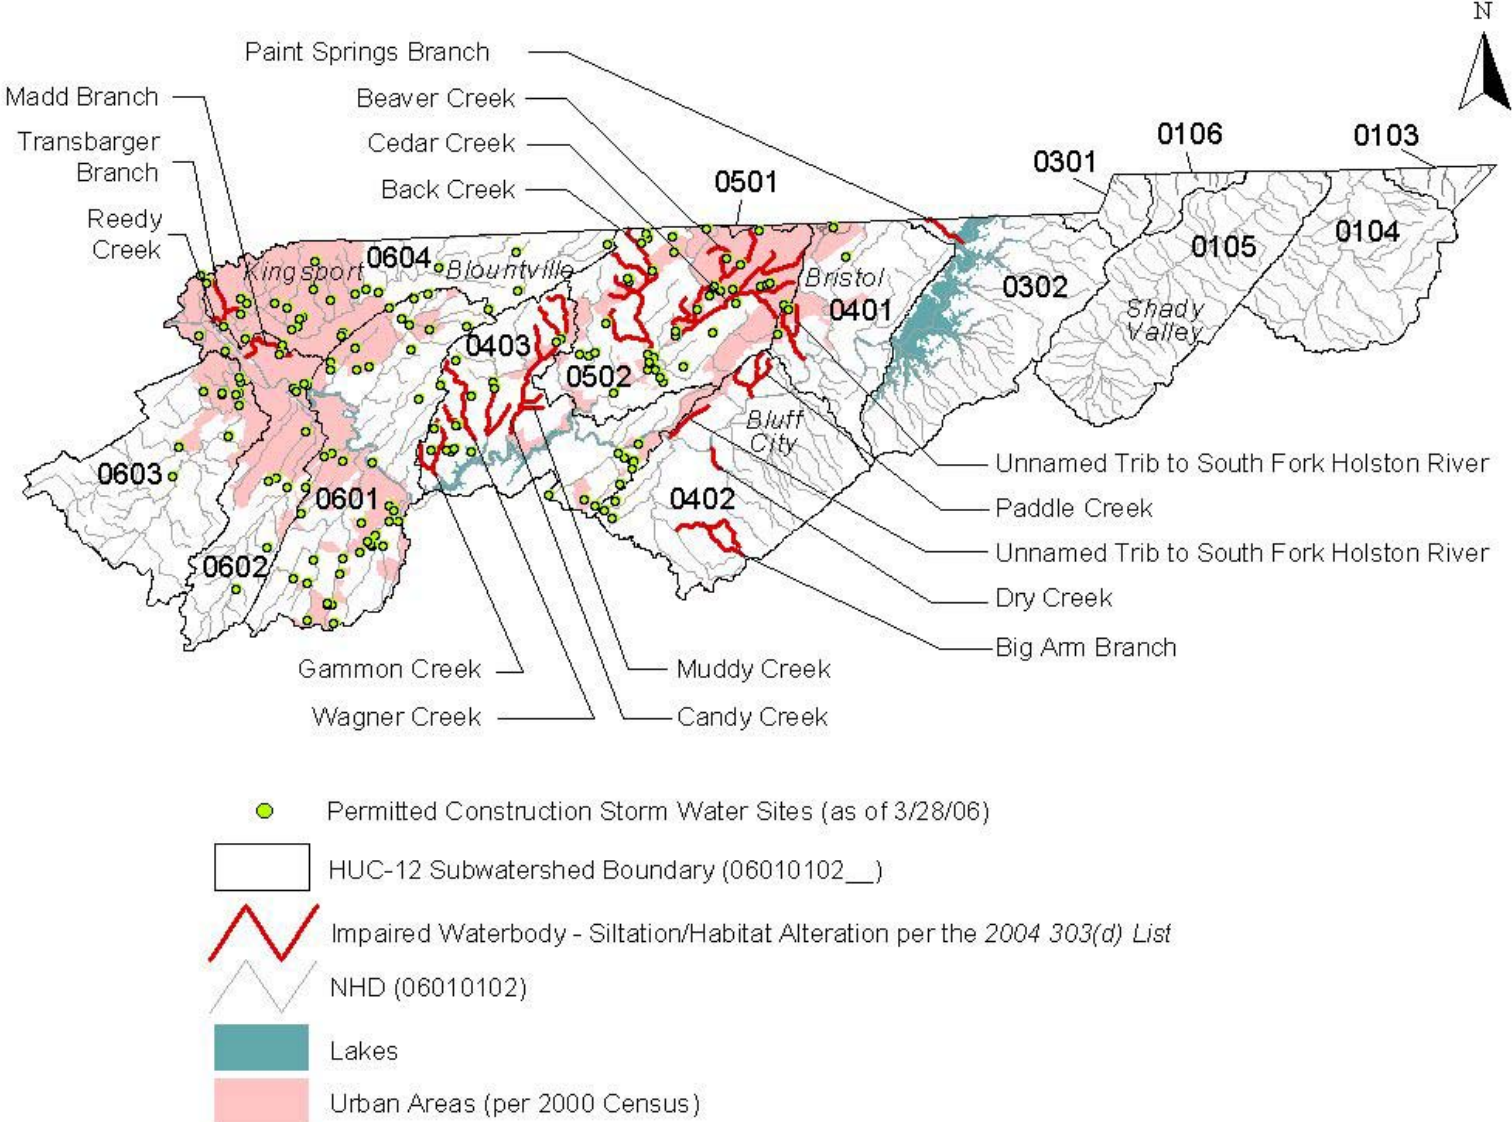 N
Paint Springs Branch
Madd Branch
Beaver Creek
Transbarger
Branch
Cedar Creek
Reedy
Creek
Back Creek
0501
0301
0106
0103
Kingsport
0604
Blountville
Bristol
0401
0302
0105
0104
Shady
Valley
0403
0502
Bluff
City
0603
0601
0402
0602
Unnamed Trib to South Fork Holston River
Paddle Creek
Unnamed Trib to South Fork Holston River
Dry Creek
Big Arm Branch
Gammon Creek
Muddy Creek
Wagner Creek
Candy Creek
Permitted Construction Storm Water Sites (as of 3/28/06)
HUC-12 Subwatershed Boundary (06010102__)
Impaired Waterbody - Siltation/Habitat Alteration per the 2004 303(d) List
NHD (06010102)
Lakes
Urban Areas (per 2000 Census)